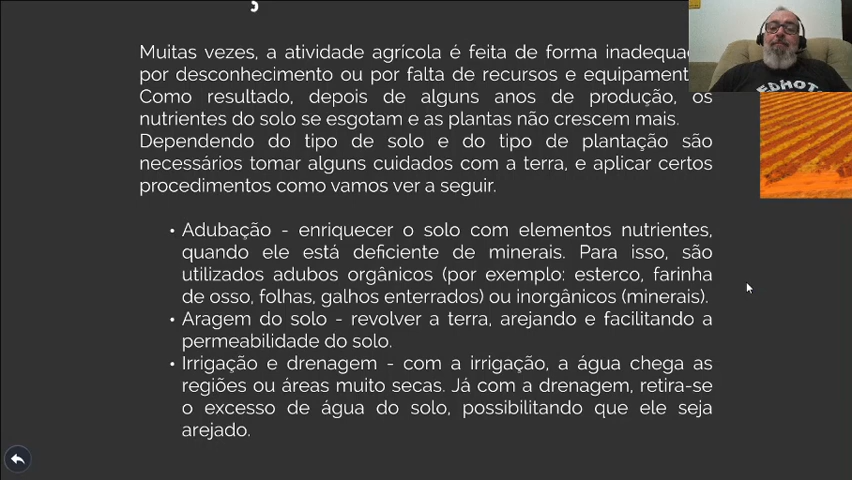 Muitas vezes, a atividade agrícola é feita de forma
por desconhecimento ou por falta de recursos e
Como resultado, depois de alguns anos de produção, os
nutrientes do solo se esgotam e as plantas não crescem mais.
Dependendo do tipo de solo e do tipo de plantação são
necessários tomar alguns cuidados com a terra, e aplicar certos
procedimentos como vamos ver a seguir.
• Adubação - enriquecer o solo com elementos nutrientes,
quando ele está deficiente de minerais. Para isso, são
utilizados adubos orgânicos (por exemplo: esterco, farinha
de osso, folhas, galhos enterrados) ou inorgânicos (minerais).
• Aragem do solo - revolver a terra, arejando e facilitando a
permeabilidade do solo.
• Irrigação e drenagem - com a irrigação, a água chega as
regiões ou áreas muito secas. Já com a drenagem, retira-se
o excesso de água do solo, possibilitando que ele seja
arejado.